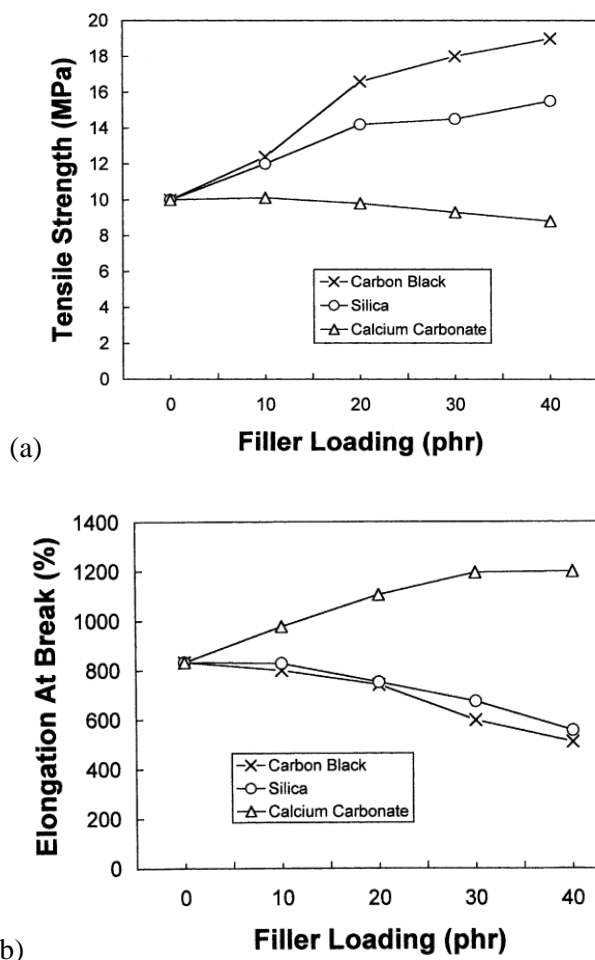 20
18
16
14
12
10
8
6
4
2
0
Tensile Strength (MPa)
Carbon Black
Silica
Calcium Carbonate
0 10 20 30 40
Filler Loading (phr)
(a)
1400
1200
1000
800
600
400
200
0
Elongation At Break (%)
Carbon Black
Silica
Calcium Carbonate
0 10 20 30 40
Filler Loading (phr)
b)